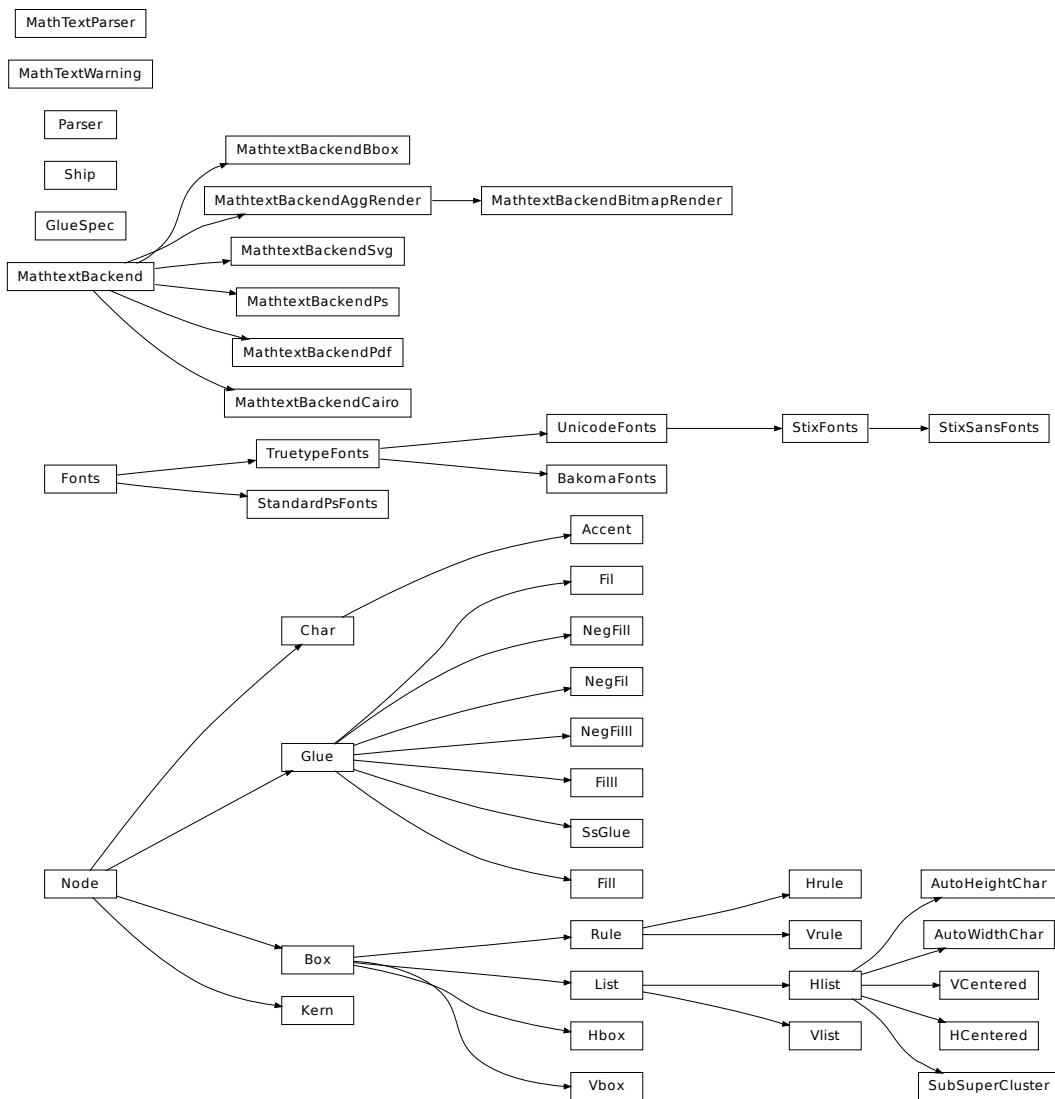 MathTextParser
MathTextWarning
Parser
MathtextBackendBbox
Ship
MathtextBackendAggRender MathtextBackendBitmapRender
GlueSpec
MathtextBackendSvg
MathtextBackend
MathtextBackendPs
MathtextBackendPdf
MathtextBackendCairo
UnicodeFonts StixFonts StixSansFonts
TruetypeFonts
Fonts BakomaFonts
StandardPsFonts
Accent
Fil
Char NegFill
NegFil
NegFilll
Glue
Filll
SsGlue
Node Fill Hrule AutoHeightChar
Rule Vrule AutoWidthChar
Box
List Hlist VCentered
Kern
Hbox Vlist HCentered
Vbox SubSuperCluster